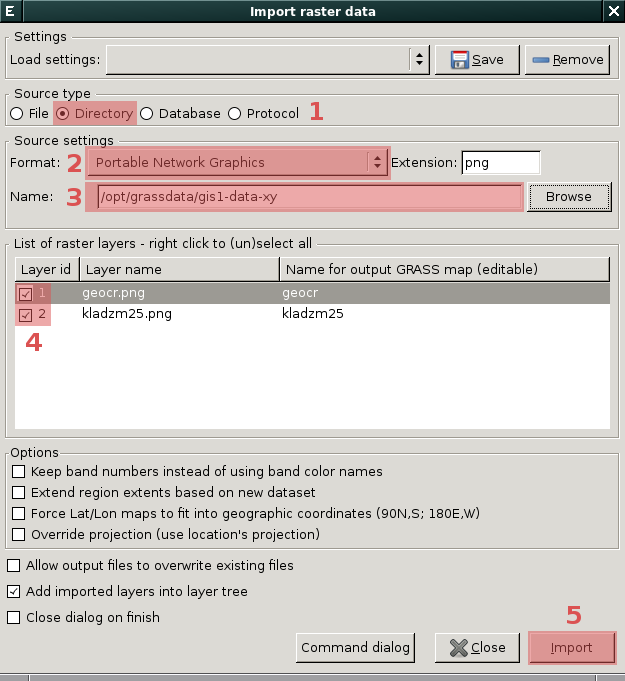 E Import raster data
Settings
Load settings: Save Remove
Source type
File Directory Database Protocol 1
Source settings
Format: 2 Portable Network Graphics Extension: png
Name: 3 /opt/grassdata/gis1-data-xy Browse
List of raster layers - right click to (un)select all
Layer id Layer name Name for output GRASS map (editable)
1 geocr.png geocr
2 kladzm25.png kladzm25
4
Options
Keep band numbers instead of using band color names
Extend region extents based on new dataset
Force Lat/Lon maps to fit into geographic coordinates (90N,S; 180E,W)
Override projection (use location's projection)
Allow output files to overwrite existing files
Add imported layers into layer tree
Close dialog on finish
5
Command dialog Close Import